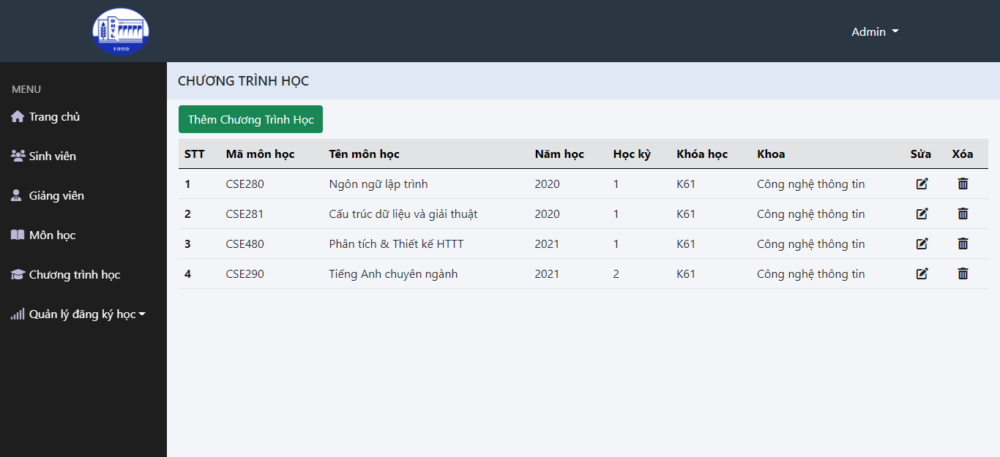 ĐHTL
1959
Admin
MENU
Trang chủ
Sinh viên
Giảng viên
Môn học
Chương trình học
Quản lý đăng ký học
CHƯƠNG TRÌNH HỌC
Thêm Chương Trình Học
STT Mã môn học Tên môn học Năm học Học kỳ Khóa học Khoa Sửa Xóa
1 CSE280 Ngôn ngữ lập trình 2020 1 K61 Công nghệ thông tin
2 CSE281 Cấu trúc dữ liệu và giải thuật 2020 1 K61 Công nghệ thông tin
3 CSE480 Phân tích & Thiết kế HTTT 2021 1 K61 Công nghệ thông tin
4 CSE290 Tiếng Anh chuyên ngành 2021 2 K61 Công nghệ thông tin